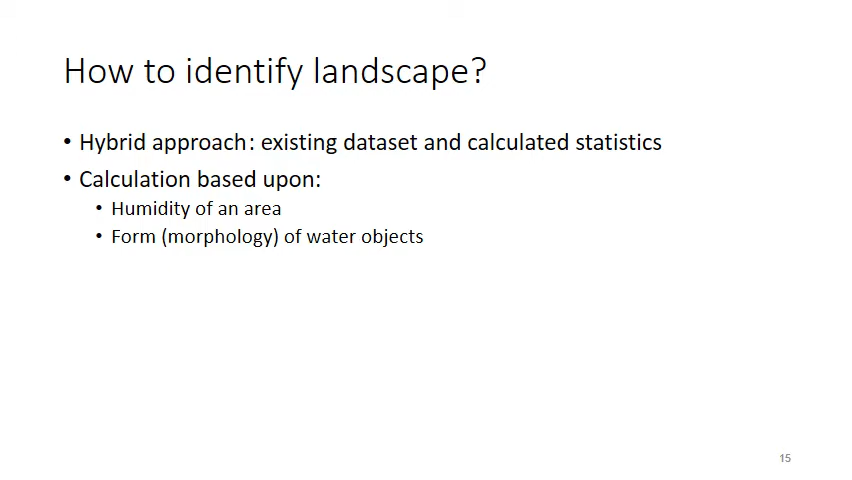 How to identify landscape?
• Hybrid approach: existing dataset and calculated statistics
• Calculation based upon:
• Humidity of an area
• Form (morphology) of water objects
15